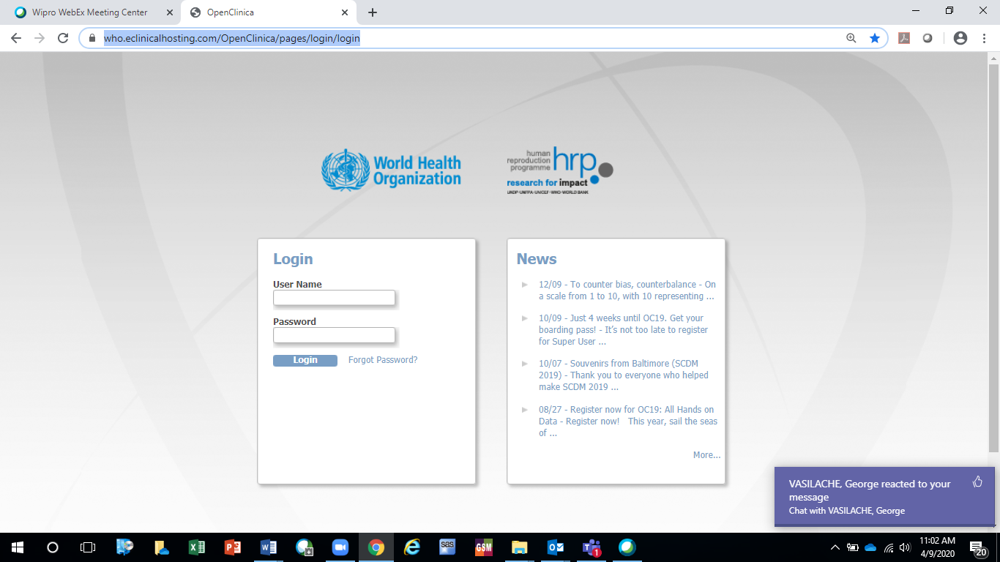 Wipro WebEx Meeting Center
OpenClinica
who.eclinicalhosting.com/OpenClinica/pages/login/login
World Health
Organization
human
reproduction
programme
hrp
research for impact
UNDP·UNFPA·UNICEF·WHO·WORLD BANK
Login
User Name
Password
Login
Forgot Password?
News
12/09 - To counter bias, counterbalance - On
a scale from 1 to 10, with 10 representing ...
10/09 - Just 4 weeks until OC19. Get your
boarding pass! - It's not too late to register
for Super User ...
10/07 - Souvenirs from Baltimore (SCDM
2019) - Thank you to everyone who helped
make SCDM 2019 ...
08/27 - Register now for OC19: All Hands on
Data - Register now!   This year, sail the seas
of ...
More...
VASILACHE, George reacted to your
message
Chat with VASILACHE, George
sas
GSM
1
11:02 AM
4/9/2020
20